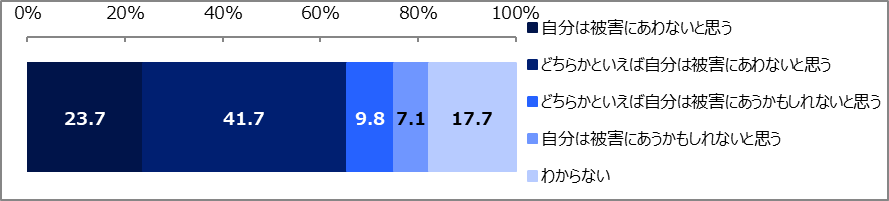 0% 20% 40% 60% 80% 100%
23.7 41.7 9.8 7.1 17.7
自分は被害にあわないと思う
どちらかといえば自分は被害にあわないと思う
どちらかといえば自分は被害にあうかもしれないと思う
自分は被害にあうかもしれないと思う
わからない